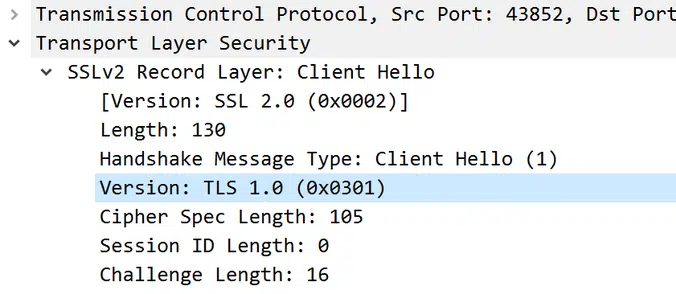 Transmission Control Protocol, Src Port: 43852, Dst Port
Transport Layer Security
SSLv2 Record Layer: Client Hello
[Version: SSL 2.0 (0x0002)]
Length: 130
Handshake Message Type: Client Hello (1)
Version: TLS 1.0 (0x0301)
Cipher Spec Length: 105
Session ID Length: 0
Challenge Length: 16